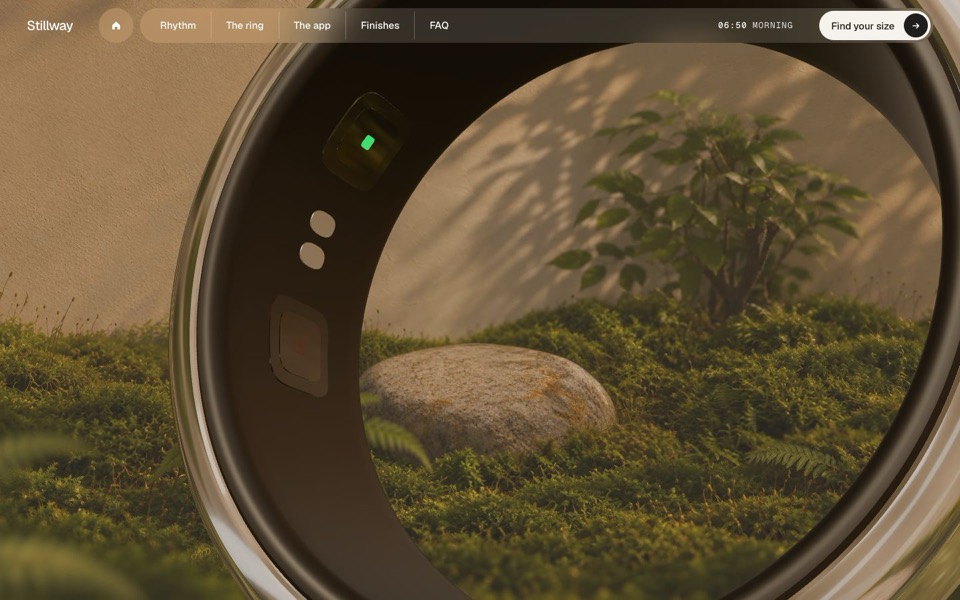 Stillway
Rhythm
The ring
The app
Finishes
FAQ
06:50 MORNING
Find your size